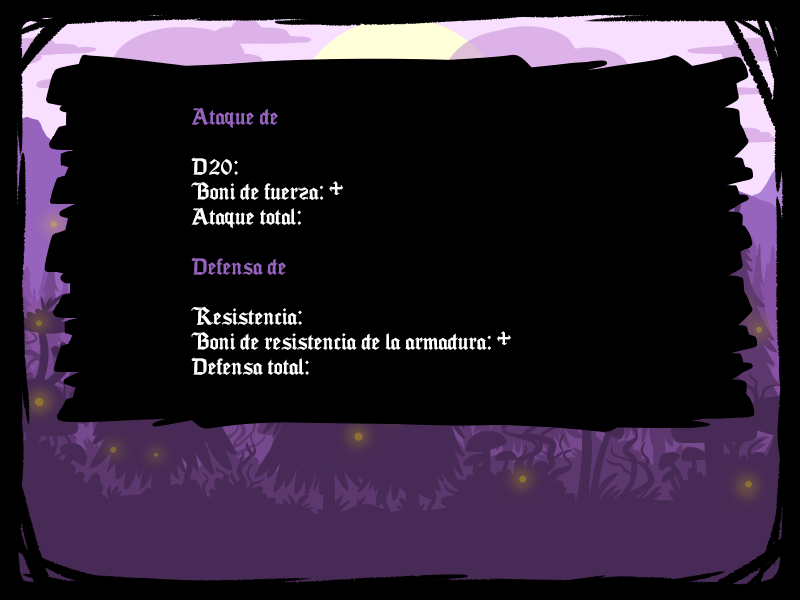 Ataque de
D20:
Boni de fuerza: +
Ataque total:
Defensa de
Resistencia:
Boni de resistencia de la armadura: +
Defensa total: